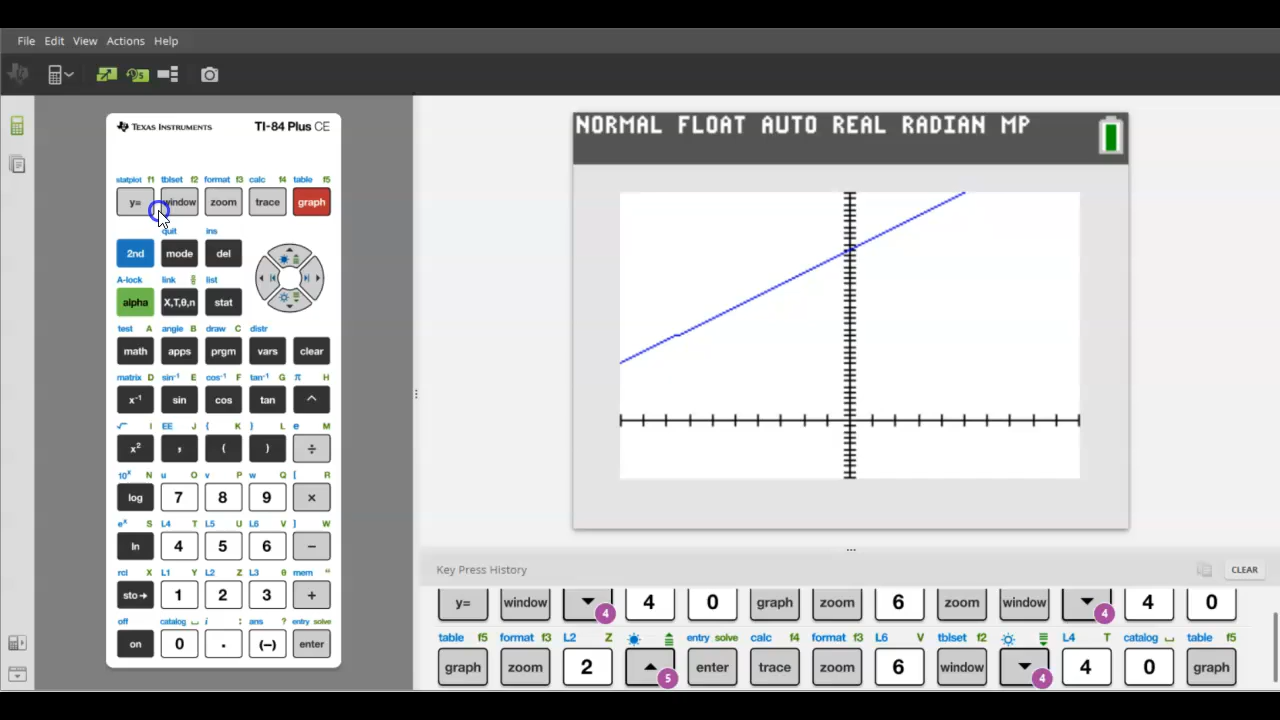 File Edit View Actions Help
TEXAS INSTRUMENTS TI-84 Plus CE
statplot f1 tblset f2 format f3 calc f4 table f5
y= window zoom trace graph
quit ins
2nd mode del
A-lock link list
alpha X,T,θ,n stat
test A angle B draw C distr
math apps prgm vars clear
matrix D sin⁻¹ E cos⁻¹ F tan⁻¹ G π H
x⁻¹ sin cos tan ^
√ I EE J { K } L e M
x² , ( ) ÷
10ˣ N u O v P w Q [ R
log 7 8 9 ×
eˣ S L4 T L5 U L6 V ] W
ln 4 5 6 −
rcl X L1 Y L2 Z L3 θ mem "
sto→ 1 2 3 +
off catalog ⎵ i : ans ? entry solve
on 0 . (−) enter
NORMAL FLOAT AUTO REAL RADIAN MP
Key Press History CLEAR
y= window 4 4 0 graph zoom 6 zoom window 4 4 0
table f5 format f3 L2 Z entry solve calc f4 format f3 L6 V tblset f2 L4 T catalog ⎵ table f5
graph zoom 2 5 enter trace zoom 6 window 4 4 0 graph